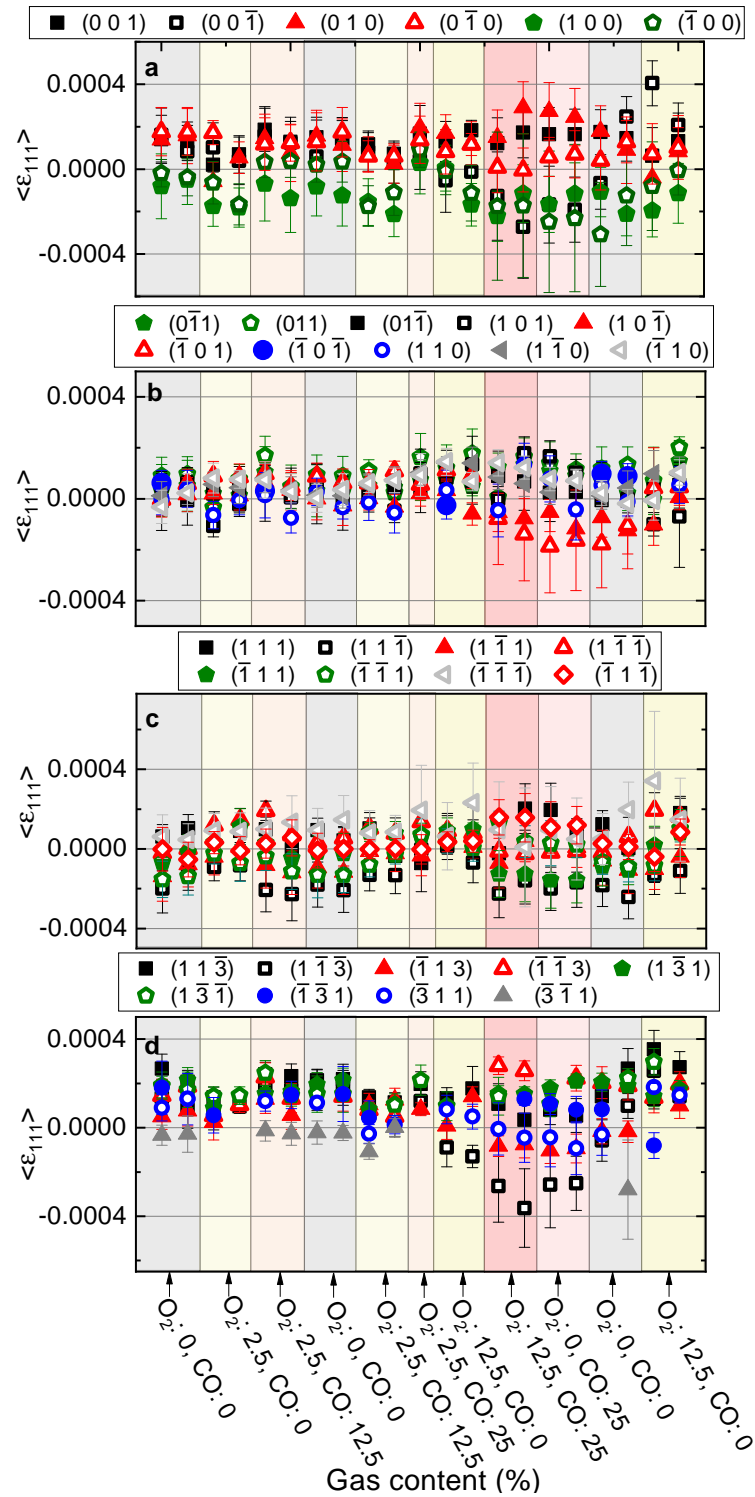 (0 0 1) (0 0 1̅) (0 1 0) (0 1̅ 0) (1 0 0) (1̅ 0 0)
a
0.0004
0.0000
-0.0004
<ε₁₁₁>
(01̅1) (011) (011̅) (1 0 1) (1 0 1̅)
(1̅ 0 1) (1̅ 0 1̅) (1 1 0) (1 1̅ 0) (1̅ 1 0)
b
0.0004
0.0000
-0.0004
<ε₁₁₁>
(1 1 1) (1 1 1̅) (1 1̅ 1) (1 1̅ 1̅)
(1̅ 1 1) (1̅ 1̅ 1) (1̅ 1̅ 1̅) (1̅ 1 1̅)
c
0.0004
0.0000
-0.0004
<ε₁₁₁>
(1 1 3̅) (1 1̅ 3̅) (1̅ 1 3) (1̅ 1̅ 3) (1 3̅ 1)
(1 3̅ 1̅) (1̅ 3̅ 1) (3̅ 1 1) (3̅ 1̅ 1)
d
0.0004
0.0000
-0.0004
<ε₁₁₁>
O₂: 0, CO: 0
O₂: 2.5, CO: 0
O₂: 2.5, CO: 12.5
O₂: 0, CO: 0
O₂: 2.5, CO: 12.5
O₂: 2.5, CO: 25
O₂: 12.5, CO: 0
O₂: 12.5, CO: 25
O₂: 0, CO: 25
O₂: 0, CO: 0
O₂: 12.5, CO: 0
Gas content (%)